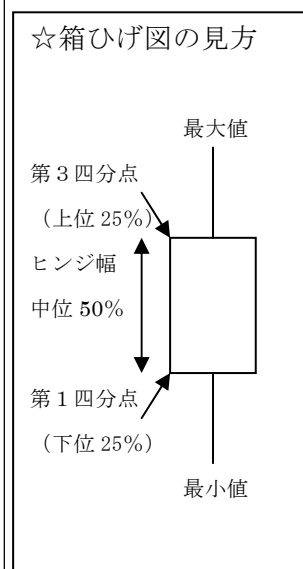 ☆箱ひげ図の見方
最大値
第３四分点
（上位 25%）
ヒンジ幅
中位 50%
第１四分点
（下位 25%）
最小値